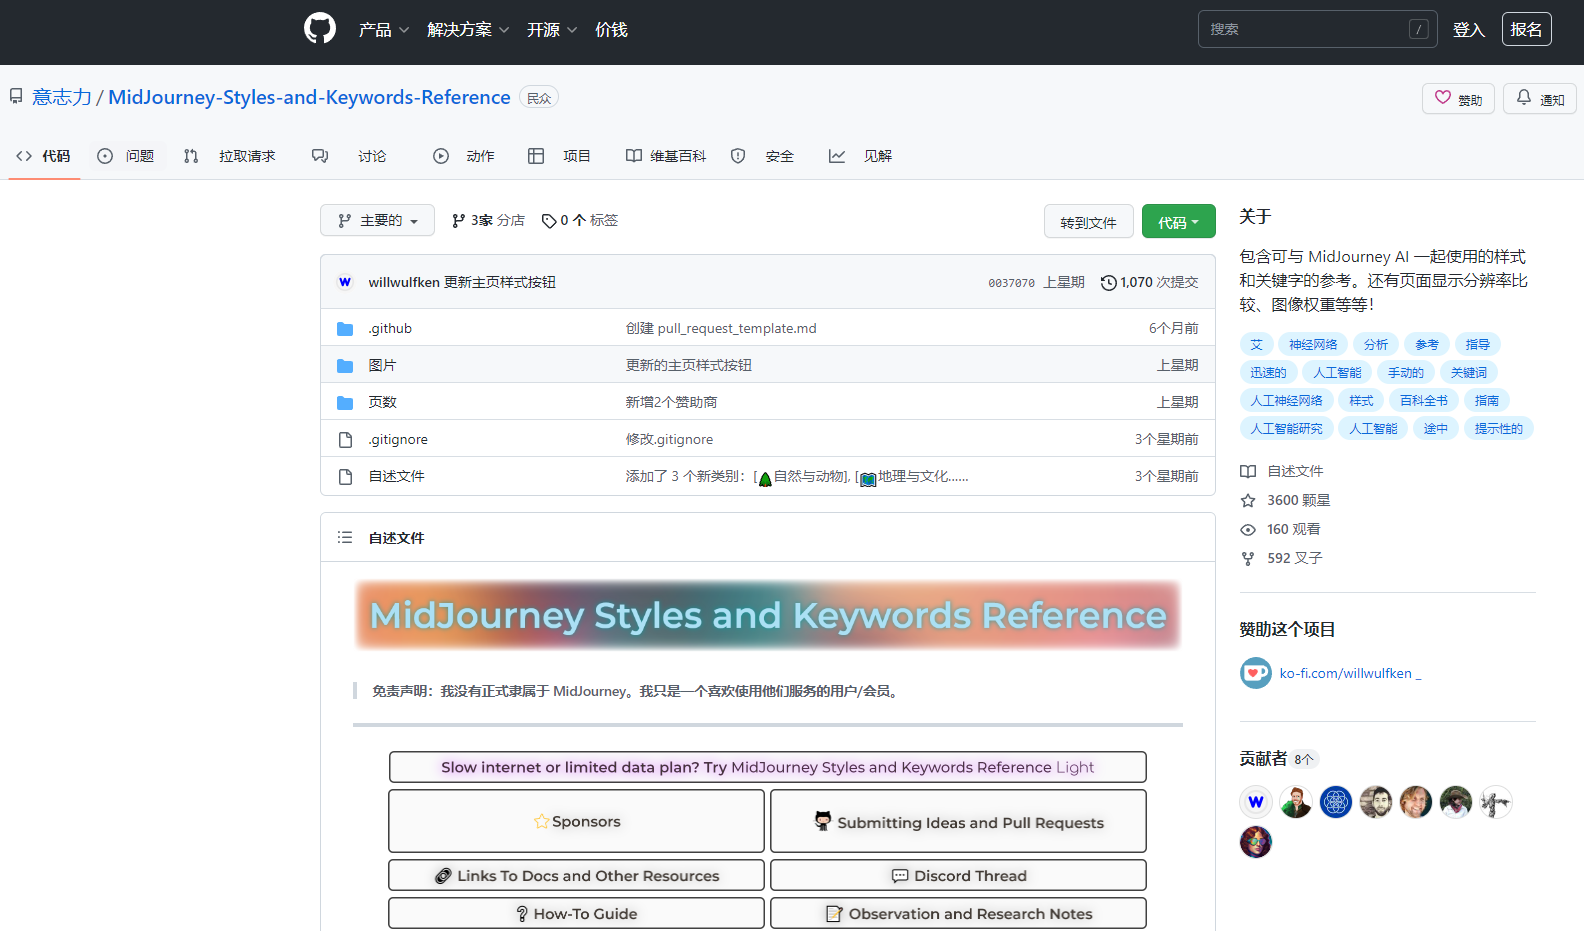 产品 解决方案 开源 价钱 搜索 / 登入 报名
意志力 / MidJourney-Styles-and-Keywords-Reference 民众 赞助 通知
代码 问题 拉取请求 讨论 动作 项目 维基百科 安全 见解
主要的 3家 分店 0 个 标签 转到文件 代码
W willwulfken 更新主页样式按钮 0037070 上星期 1,070 次提交
.github 创建 pull_request_template.md 6个月前
图片 更新的主页样式按钮 上星期
页数 新增2个赞助商 上星期
.gitignore 修改.gitignore 3个星期前
自述文件 添加了 3 个新类别：[🌲自然与动物], [🗺地理与文化...... 3个星期前
自述文件
MidJourney Styles and Keywords Reference
免责声明：我没有正式隶属于 MidJourney。我只是一个喜欢使用他们服务的用户/会员。
Slow internet or limited data plan? Try MidJourney Styles and Keywords Reference Light
Sponsors Submitting Ideas and Pull Requests
Links To Docs and Other Resources Discord Thread
How-To Guide Observation and Research Notes
关于
包含可与 MidJourney AI 一起使用的样式
和关键字的参考。还有页面显示分辨率比
较、图像权重等等！
艾 神经网络 分析 参考 指导
迅速的 人工智能 手动的 关键词
人工神经网络 样式 百科全书 指南
人工智能研究 人工智能 途中 提示性的
自述文件
3600 颗星
160 观看
592 叉子
赞助这个项目
ko-fi.com/willwulfken _
贡献者 8个
W